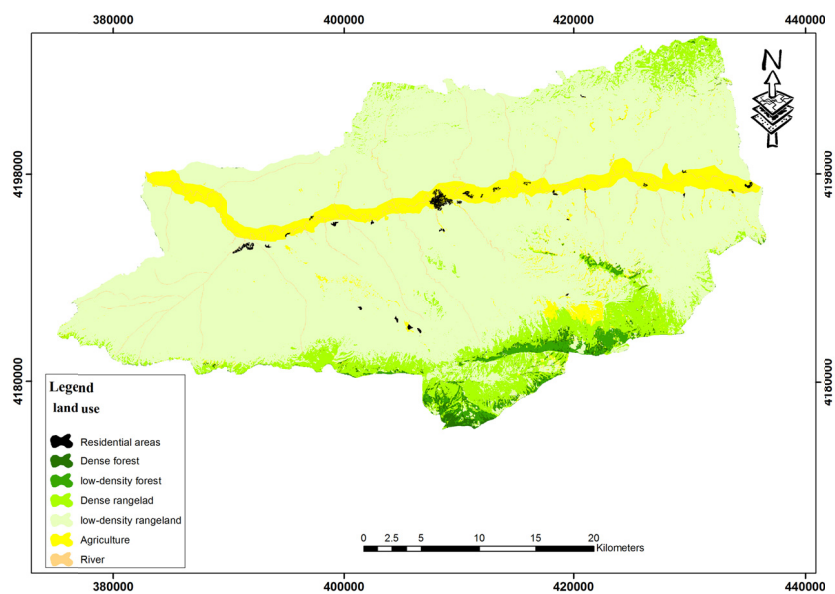 380000 400000 420000 440000
N
4198000 4198000
4180000 4180000
Legend
land use
Residential areas
Dense forest
low-density forest
Dense rangelad
low-density rangeland
Agriculture
River
0 2.5 5 10 15 20
Kilometers
380000 400000 420000 440000